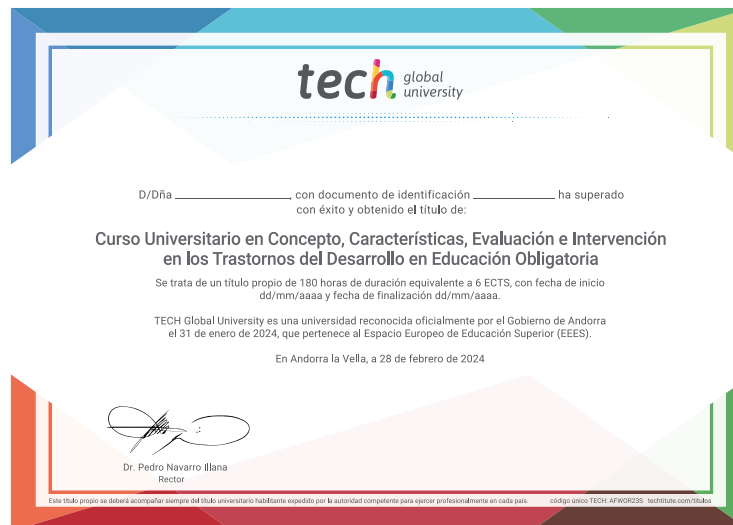 tech global university
D/Dña ____________________, con documento de identificación ______________ ha superado
con éxito y obtenido el título de:
Curso Universitario en Concepto, Características, Evaluación e Intervención
en los Trastornos del Desarrollo en Educación Obligatoria
Se trata de un título propio de 180 horas de duración equivalente a 6 ECTS, con fecha de inicio
dd/mm/aaaa y fecha de finalización dd/mm/aaaa.
TECH Global University es una universidad reconocida oficialmente por el Gobierno de Andorra
el 31 de enero de 2024, que pertenece al Espacio Europeo de Educación Superior (EEES).
En Andorra la Vella, a 28 de febrero de 2024
Dr. Pedro Navarro Illana
Rector
Este título propio se deberá acompañar siempre del título universitario habilitante expedido por la autoridad competente para ejercer profesionalmente en cada país. código único TECH: AFWOR23S techtitute.com/titulos